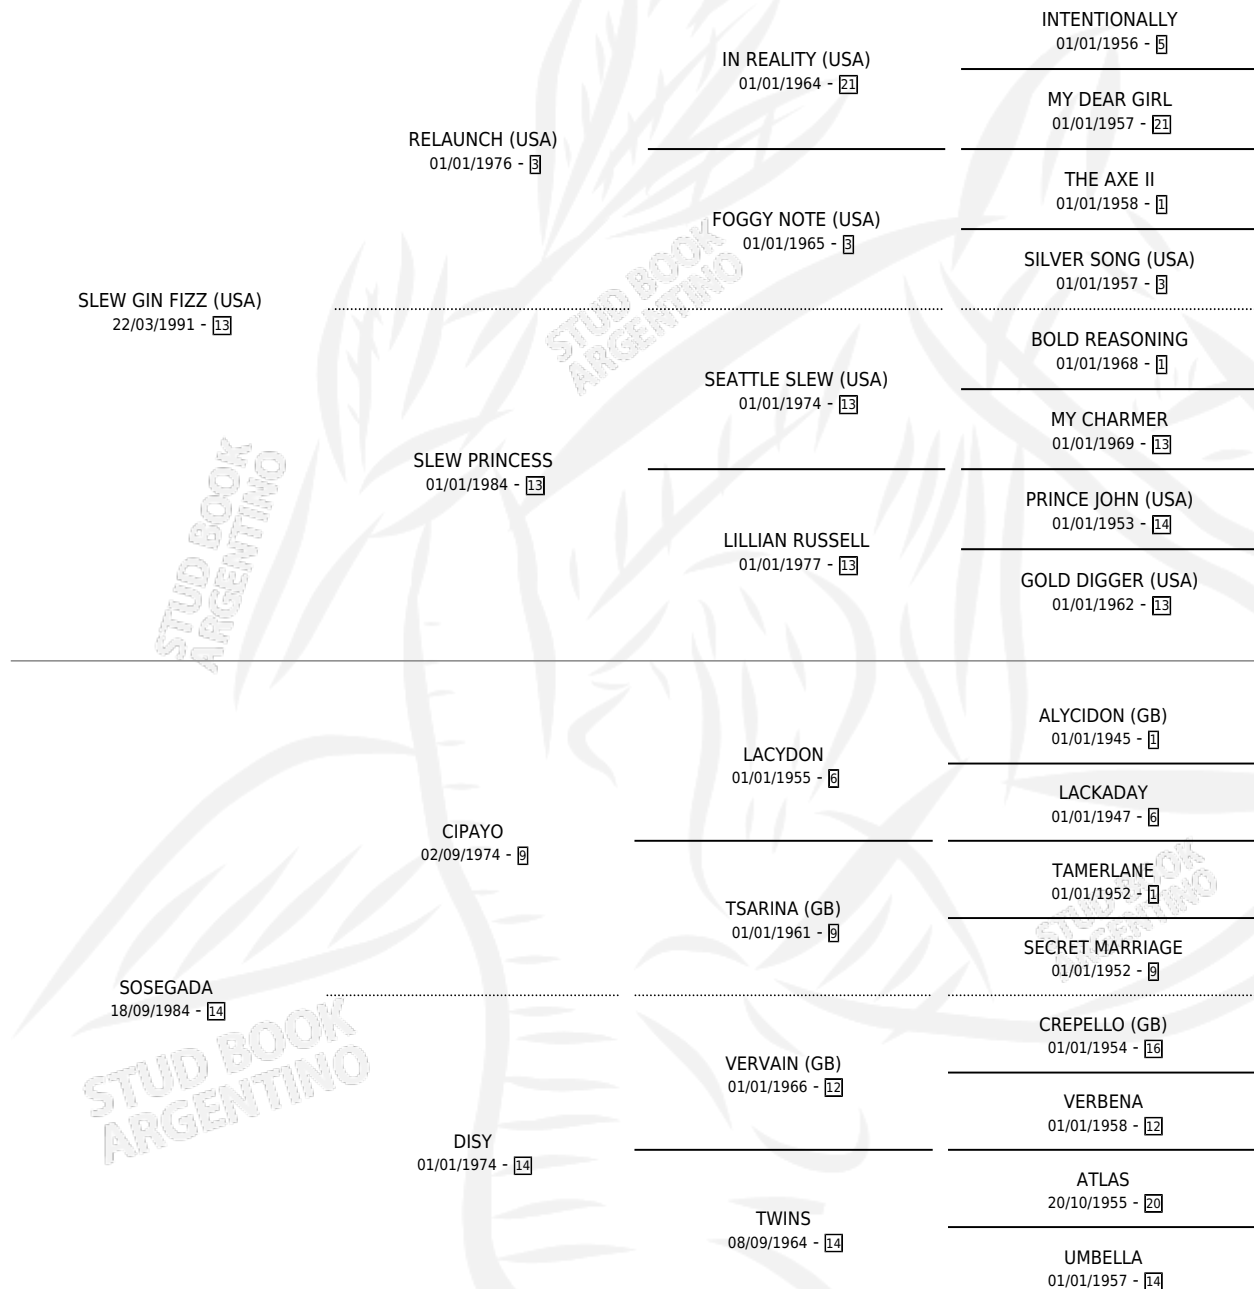 INTENTIONALLY
01/01/1956 - 5
IN REALITY (USA)
01/01/1964 - 21
MY DEAR GIRL
01/01/1957 - 21
RELAUNCH (USA)
01/01/1976 - 3
THE AXE II
01/01/1958 - 1
FOGGY NOTE (USA)
01/01/1965 - 3
SILVER SONG (USA)
01/01/1957 - 3
STUD BOOK
ARGENTINO
SLEW GIN FIZZ (USA)
22/03/1991 - 13
BOLD REASONING
01/01/1968 - 1
SEATTLE SLEW (USA)
01/01/1974 - 13
MY CHARMER
01/01/1969 - 13
SLEW PRINCESS
01/01/1984 - 13
PRINCE JOHN (USA)
01/01/1953 - 14
LILLIAN RUSSELL
01/01/1977 - 13
GOLD DIGGER (USA)
01/01/1962 - 13
STUD BOOK
ARGENTINO
ALYCIDON (GB)
01/01/1945 - 1
LACYDON
01/01/1955 - 6
LACKADAY
01/01/1947 - 6
CIPAYO
02/09/1974 - 9
TAMERLANE
01/01/1952 - 1
TSARINA (GB)
01/01/1961 - 9
SECRET MARRIAGE
01/01/1952 - 9
STUD BOOK
ARGENTINO
SOSEGADA
18/09/1984 - 14
CREPELLO (GB)
01/01/1954 - 16
VERVAIN (GB)
01/01/1966 - 12
VERBENA
01/01/1958 - 12
STUD BOOK
ARGENTINO
DISY
01/01/1974 - 14
ATLAS
20/10/1955 - 20
TWINS
08/09/1964 - 14
UMBELLA
01/01/1957 - 14